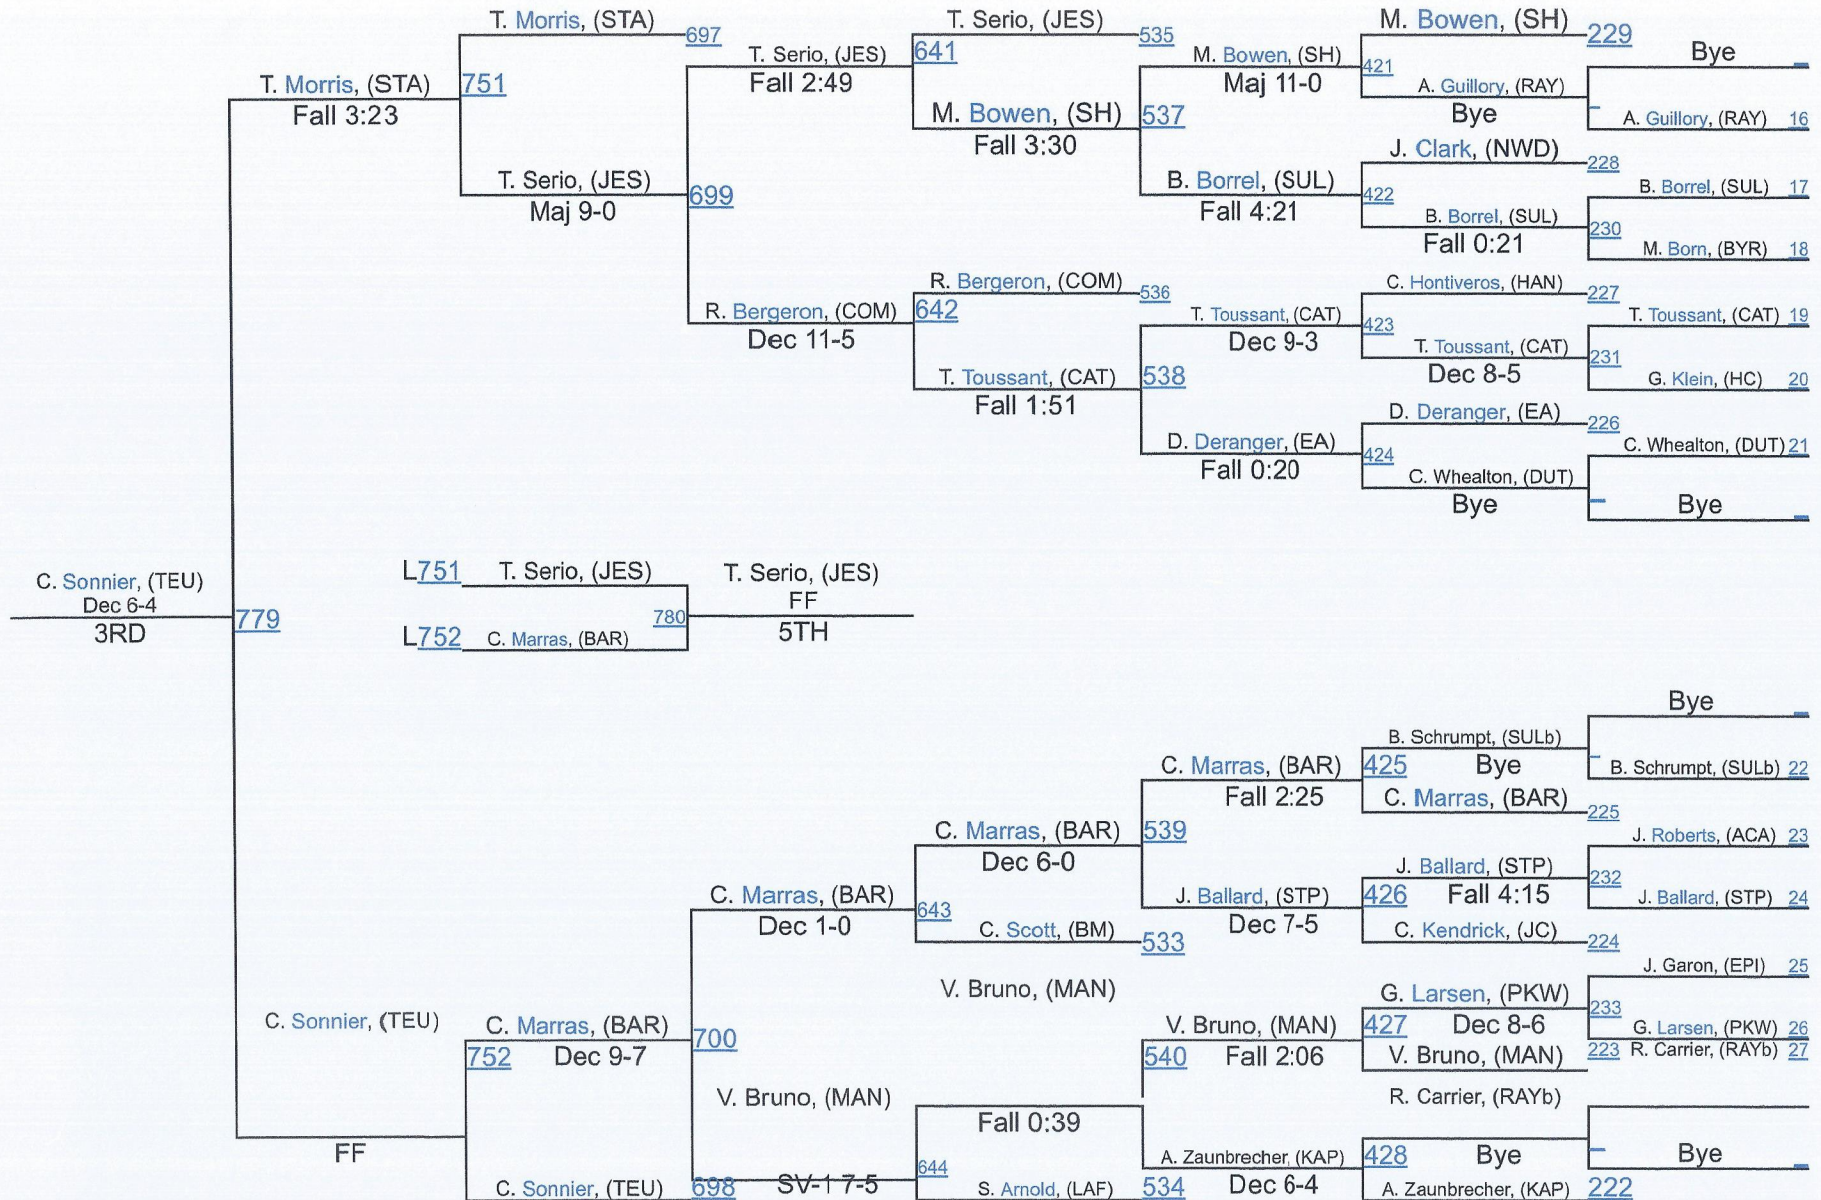 T. Morris, (STA)
697
T. Serio, (JES)
535
M. Bowen, (SH)
229
Bye
T. Serio, (JES)
641
M. Bowen, (SH)
421
Fall 2:49
Maj 11-0
A. Guillory, (RAY)
T. Morris, (STA)
751
M. Bowen, (SH)
537
Bye
A. Guillory, (RAY) 16
Fall 3:23
Fall 3:30
J. Clark, (NWD)
228
T. Serio, (JES)
699
B. Borrel, (SUL)
422
B. Borrel, (SUL) 17
Maj 9-0
Fall 4:21
B. Borrel, (SUL)
230
Fall 0:21
M. Born, (BYR) 18
R. Bergeron, (COM)
536
C. Hontiveros, (HAN)
227
R. Bergeron, (COM)
642
T. Toussant, (CAT)
423
T. Toussant, (CAT) 19
Dec 11-5
Dec 9-3
T. Toussant, (CAT)
231
T. Toussant, (CAT)
538
Dec 8-5
G. Klein, (HC) 20
Fall 1:51
D. Deranger, (EA)
226
D. Deranger, (EA)
424
C. Whealton, (DUT) 21
Fall 0:20
C. Whealton, (DUT)
Bye
Bye
L751
T. Serio, (JES)
T. Serio, (JES)
C. Sonnier, (TEU)
FF
Dec 6-4
779
780
3RD
L752
C. Marras, (BAR)
5TH
Bye
B. Schrumpt, (SULb)
C. Marras, (BAR)
425
Bye
B. Schrumpt, (SULb) 22
Fall 2:25
C. Marras, (BAR)
225
C. Marras, (BAR)
539
J. Roberts, (ACA) 23
Dec 6-0
J. Ballard, (STP)
232
C. Marras, (BAR)
643
J. Ballard, (STP)
426
Fall 4:15
J. Ballard, (STP) 24
Dec 1-0
C. Scott, (BM)
533
Dec 7-5
C. Kendrick, (JC)
224
J. Garon, (EPI) 25
V. Bruno, (MAN)
G. Larsen, (PKW)
233
C. Sonnier, (TEU)
C. Marras, (BAR)
700
V. Bruno, (MAN)
427
Dec 8-6
G. Larsen, (PKW) 26
752
Dec 9-7
540
Fall 2:06
V. Bruno, (MAN)
223
R. Carrier, (RAYb) 27
V. Bruno, (MAN)
R. Carrier, (RAYb)
Fall 0:39
FF
A. Zaunbrecher, (KAP)
428
Bye
Bye
644
C. Sonnier, (TEU)
698
SV-1 7-5
S. Arnold, (LAF)
534
Dec 6-4
A. Zaunbrecher, (KAP)
222